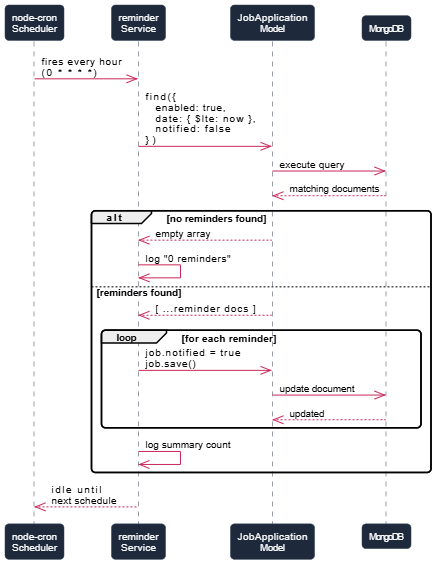 node-cron
Scheduler
reminder
Service
JobApplication
Model
MongoDB
fires every hour
(0 * * * *)
find({
enabled: true,
date: { $lte: now },
notified: false
})
execute query
matching documents
alt
[no reminders found]
empty array
log "0 reminders"
[reminders found]
[ ...reminder docs ]
loop
[for each reminder]
job.notified = true
job.save()
update document
updated
log summary count
idle until
next schedule
node-cron
Scheduler
reminder
Service
JobApplication
Model
MongoDB